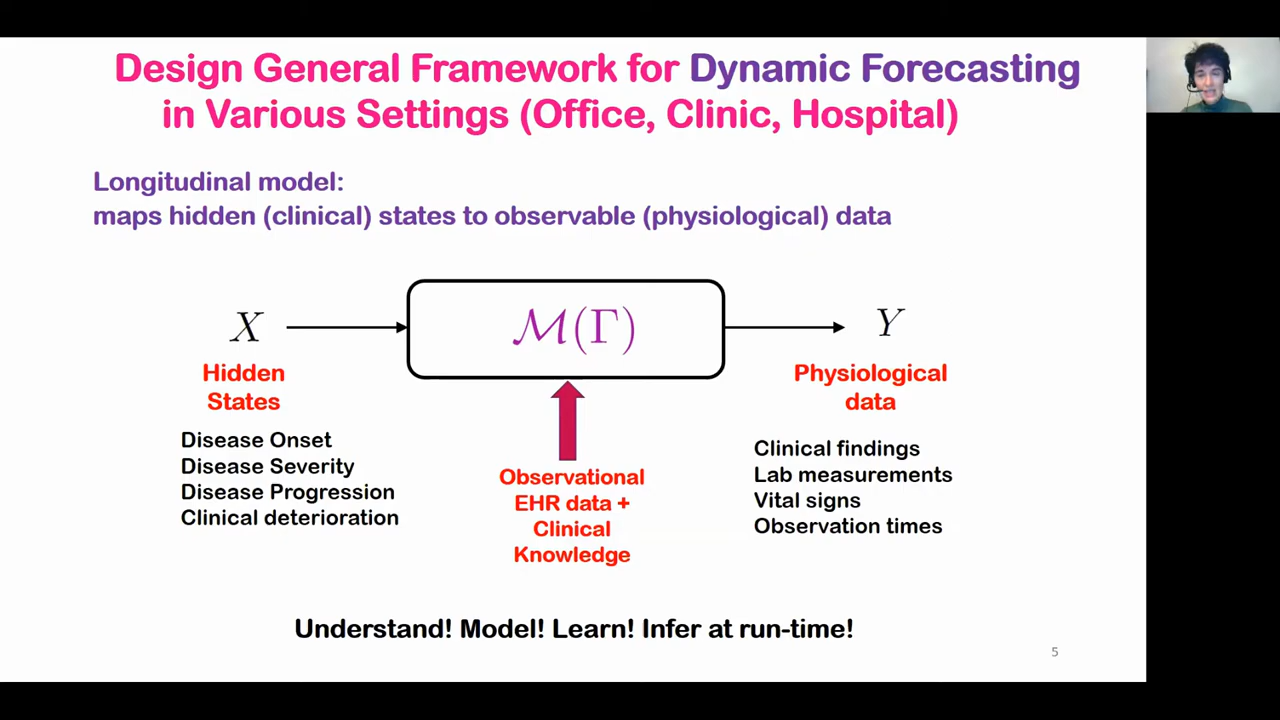 Design General Framework for Dynamic Forecasting
in Various Settings (Office, Clinic, Hospital)
Longitudinal model:
maps hidden (clinical) states to observable (physiological) data
X
ℳ(Γ)
Y
Hidden
States
Disease Onset
Disease Severity
Disease Progression
Clinical deterioration
Observational
EHR data +
Clinical
Knowledge
Physiological
data
Clinical findings
Lab measurements
Vital signs
Observation times
Understand! Model! Learn! Infer at run-time!
5